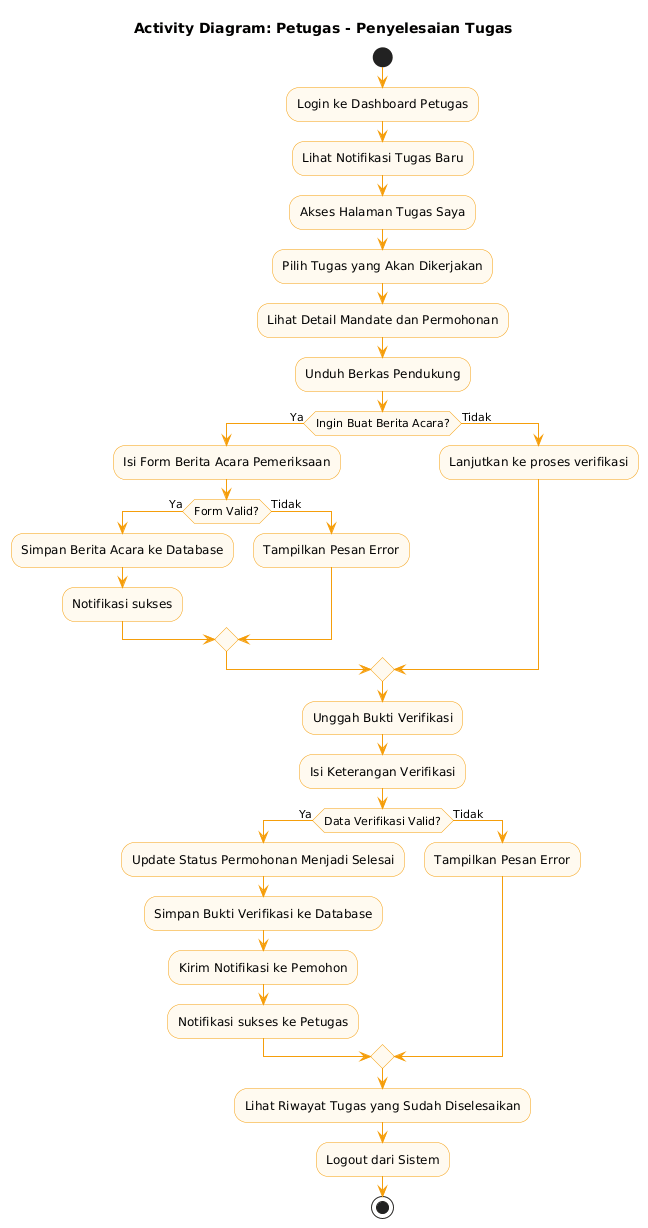 Activity Diagram: Petugas - Penyelesaian Tugas
Login ke Dashboard Petugas
Lihat Notifikasi Tugas Baru
Akses Halaman Tugas Saya
Pilih Tugas yang Akan Dikerjakan
Lihat Detail Mandate dan Permohonan
Unduh Berkas Pendukung
Ya
Ingin Buat Berita Acara?
Tidak
Isi Form Berita Acara Pemeriksaan
Lanjutkan ke proses verifikasi
Ya
Form Valid?
Tidak
Simpan Berita Acara ke Database
Tampilkan Pesan Error
Notifikasi sukses
Unggah Bukti Verifikasi
Isi Keterangan Verifikasi
Ya
Data Verifikasi Valid?
Tidak
Update Status Permohonan Menjadi Selesai
Tampilkan Pesan Error
Simpan Bukti Verifikasi ke Database
Kirim Notifikasi ke Pemohon
Notifikasi sukses ke Petugas
Lihat Riwayat Tugas yang Sudah Diselesaikan
Logout dari Sistem